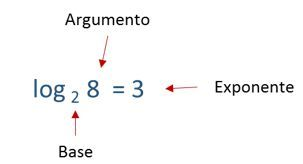 Argumento
log₂ 8 = 3
Exponente
Base